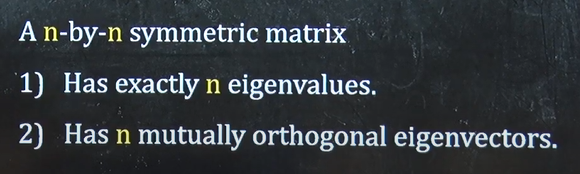 A n-by-n symmetric matrix
1) Has exactly n eigenvalues.
2) Has n mutually orthogonal eigenvectors.